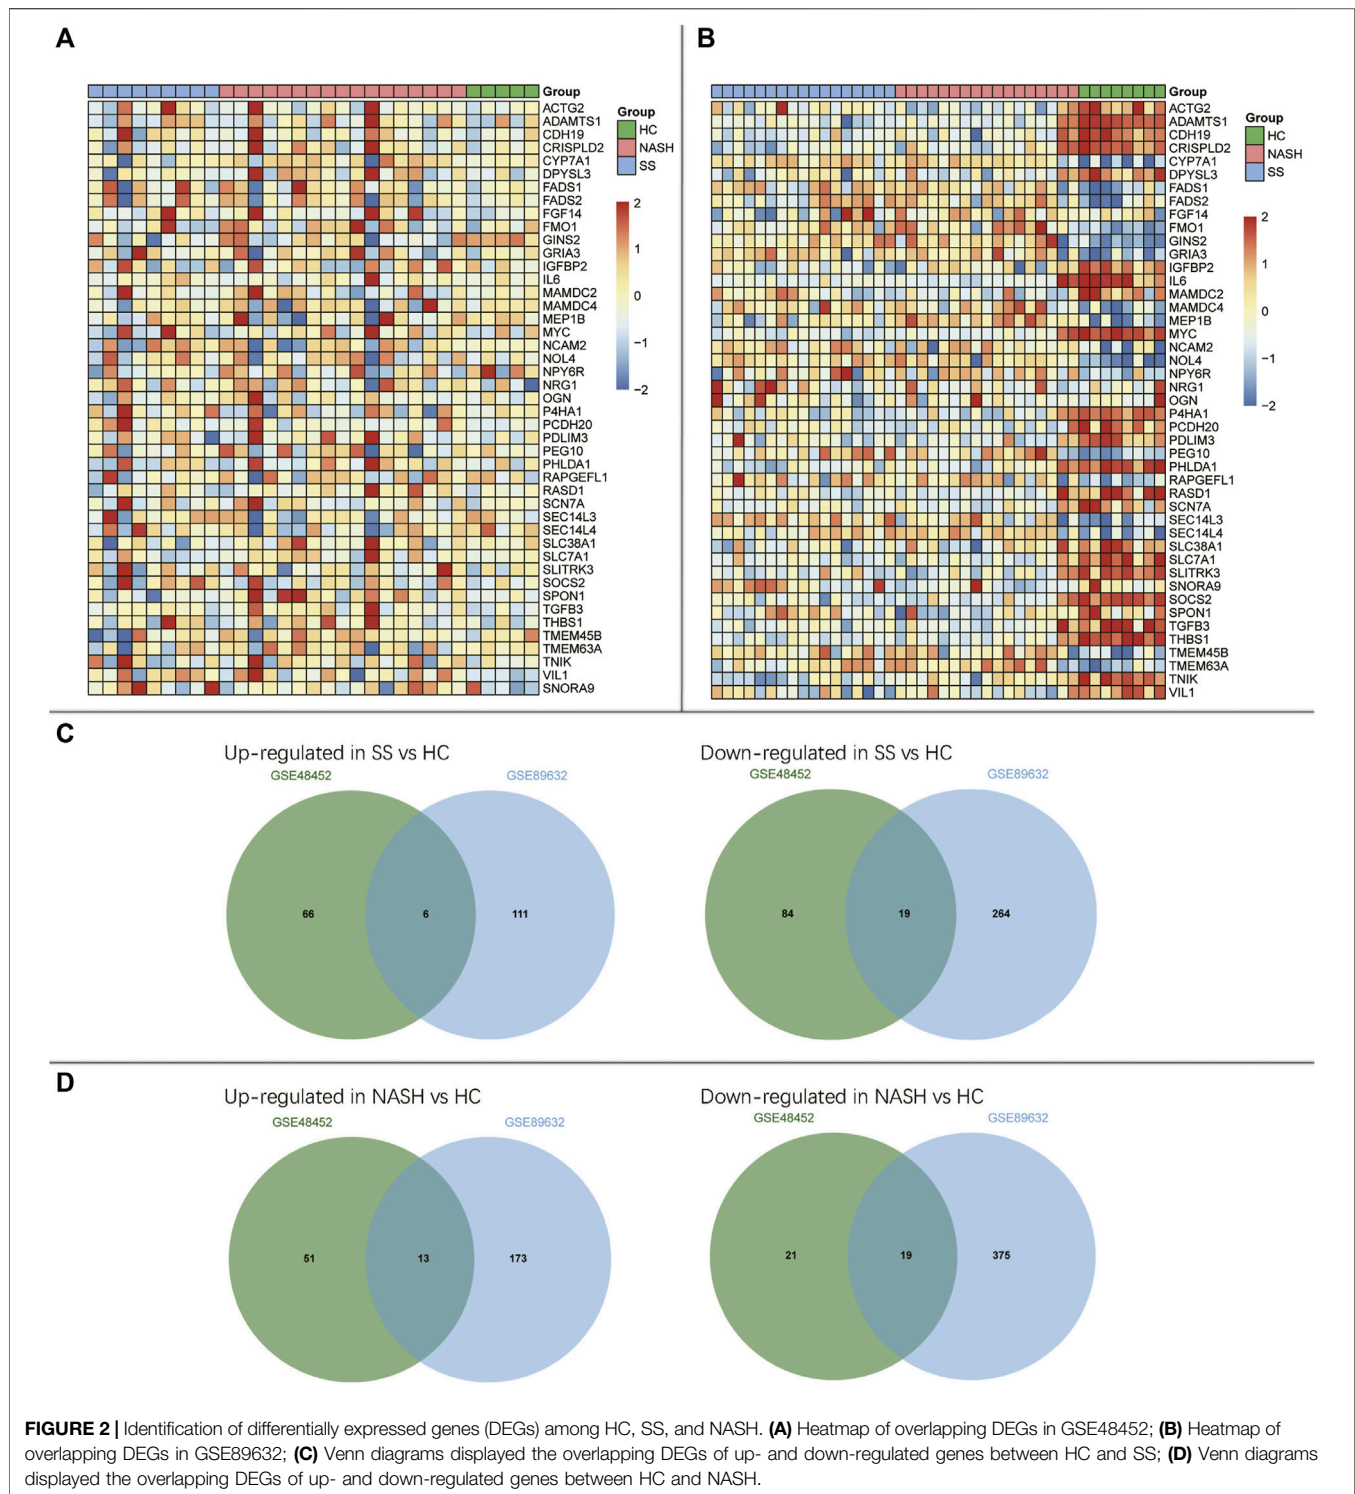 A
B
Group
ACTG2
ADAMTS1
CDH19
CRISPLD2
CYP7A1
DPYSL3
FADS1
FADS2
FGF14
FMO1
GINS2
GRIA3
IGFBP2
IL6
MAMDC2
MAMDC4
MEP1B
MYC
NCAM2
NOL4
NPY6R
NRG1
OGN
P4HA1
PCDH20
PDLIM3
PEG10
PHLDA1
RAPGEFL1
RASD1
SCN7A
SEC14L3
SEC14L4
SLC38A1
SLC7A1
SLITRK3
SOCS2
SPON1
TGFB3
THBS1
TMEM45B
TMEM63A
TNIK
VIL1
SNORA9
Group
HC
NASH
SS
2
1
0
−1
−2
Group
ACTG2
ADAMTS1
CDH19
CRISPLD2
CYP7A1
DPYSL3
FADS1
FADS2
FGF14
FMO1
GINS2
GRIA3
IGFBP2
IL6
MAMDC2
MAMDC4
MEP1B
MYC
NCAM2
NOL4
NPY6R
NRG1
OGN
P4HA1
PCDH20
PDLIM3
PEG10
PHLDA1
RAPGEFL1
RASD1
SCN7A
SEC14L3
SEC14L4
SLC38A1
SLC7A1
SLITRK3
SNORA9
SOCS2
SPON1
TGFB3
THBS1
TMEM45B
TMEM63A
TNIK
VIL1
Group
HC
NASH
SS
2
1
0
−1
−2
C
Up-regulated in SS vs HC
GSE48452
GSE89632
66
6
111
Down-regulated in SS vs HC
GSE48452
GSE89632
84
19
264
D
Up-regulated in NASH vs HC
GSE48452
GSE89632
51
13
173
Down-regulated in NASH vs HC
GSE48452
GSE89632
21
19
375
FIGURE 2 | Identification of differentially expressed genes (DEGs) among HC, SS, and NASH. (A) Heatmap of overlapping DEGs in GSE48452; (B) Heatmap of
overlapping DEGs in GSE89632; (C) Venn diagrams displayed the overlapping DEGs of up- and down-regulated genes between HC and SS; (D) Venn diagrams
displayed the overlapping DEGs of up- and down-regulated genes between HC and NASH.